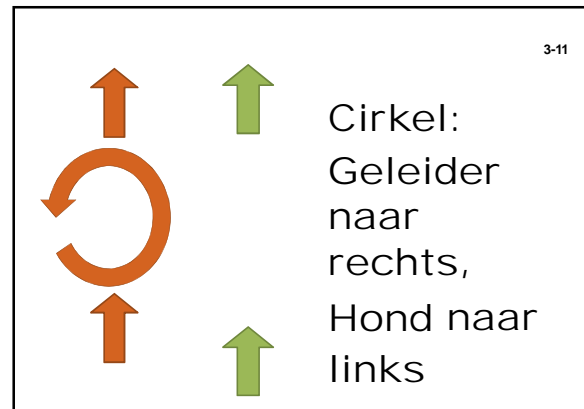 3-11
Cirkel:
Geleider
naar
rechts,
Hond naar
links